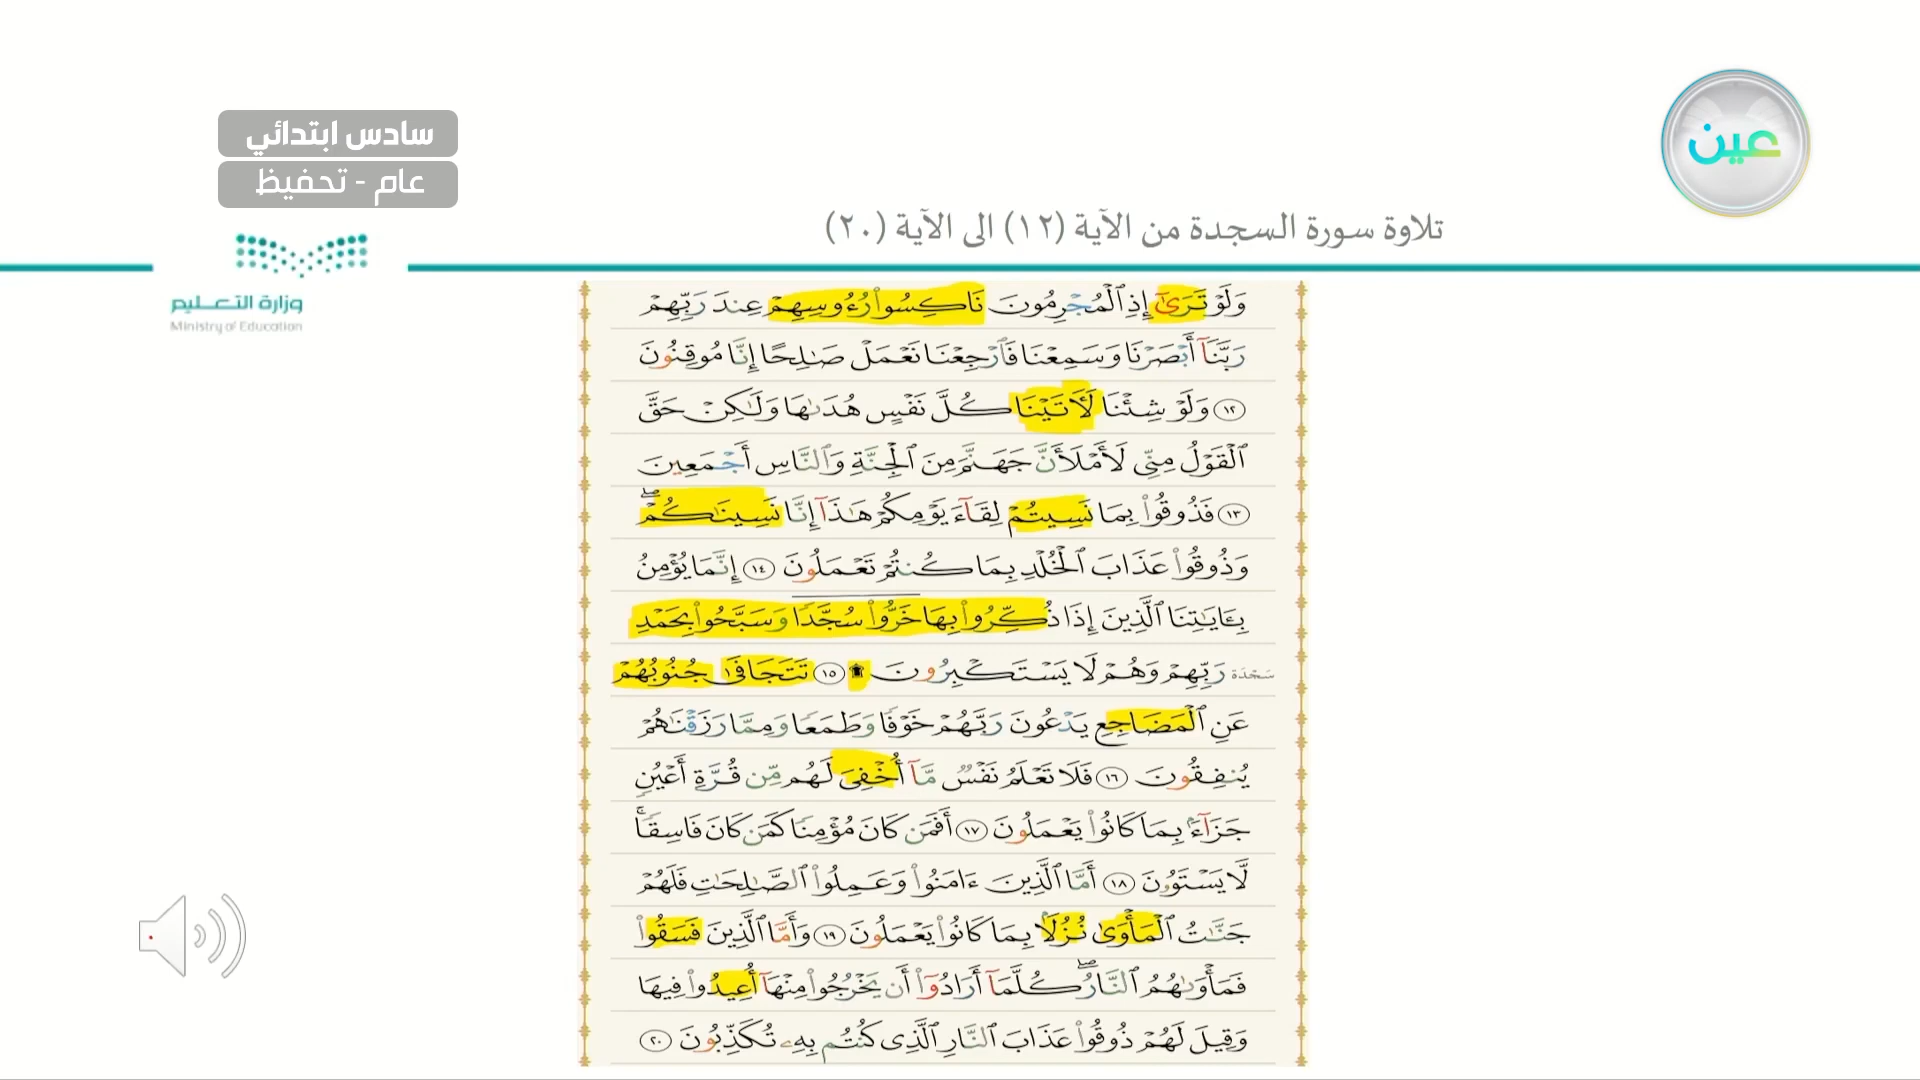 عين
سادس ابتدائي
عام - تحفيظ
تلاوة سورة السجدة من الآية (١٢) الى الآية (٢٠)
وزارة التعليم
Ministry of Education
وَلَوْ تَرَىٰٓ إِذِ ٱلْمُجْرِمُونَ نَاكِسُوا۟ رُءُوسِهِمْ عِندَ رَبِّهِمْ
رَبَّنَآ أَبْصَرْنَا وَسَمِعْنَا فَٱرْجِعْنَا نَعْمَلْ صَـٰلِحًا إِنَّا مُوقِنُونَ
١٢ وَلَوْ شِئْنَا لَـَٔاتَيْنَا كُلَّ نَفْسٍ هُدَىٰهَا وَلَـٰكِنْ حَقَّ
ٱلْقَوْلُ مِنِّى لَأَمْلَأَنَّ جَهَنَّمَ مِنَ ٱلْجِنَّةِ وَٱلنَّاسِ أَجْمَعِينَ
١٣ فَذُوقُوا۟ بِمَا نَسِيتُمْ لِقَآءَ يَوْمِكُمْ هَـٰذَآ إِنَّا نَسِينَـٰكُمْ ۖ
وَذُوقُوا۟ عَذَابَ ٱلْخُلْدِ بِمَا كُنتُمْ تَعْمَلُونَ ١٤ إِنَّمَا يُؤْمِنُ
بِـَٔايَـٰتِنَا ٱلَّذِينَ إِذَا ذُكِّرُوا۟ بِهَا خَرُّوا۟ سُجَّدًا وَسَبَّحُوا۟ بِحَمْدِ
سَجْدَة رَبِّهِمْ وَهُمْ لَا يَسْتَكْبِرُونَ ۩ ١٥ تَتَجَافَىٰ جُنُوبُهُمْ
عَنِ ٱلْمَضَاجِعِ يَدْعُونَ رَبَّهُمْ خَوْفًا وَطَمَعًا وَمِمَّا رَزَقْنَـٰهُمْ
يُنفِقُونَ ١٦ فَلَا تَعْلَمُ نَفْسٌ مَّآ أُخْفِىَ لَهُم مِّن قُرَّةِ أَعْيُنٍ
جَزَآءًۢ بِمَا كَانُوا۟ يَعْمَلُونَ ١٧ أَفَمَن كَانَ مُؤْمِنًا كَمَن كَانَ فَاسِقًا ۚ
لَّا يَسْتَوُۥنَ ١٨ أَمَّا ٱلَّذِينَ ءَامَنُوا۟ وَعَمِلُوا۟ ٱلصَّـٰلِحَـٰتِ فَلَهُمْ
جَنَّـٰتُ ٱلْمَأْوَىٰ نُزُلًۢا بِمَا كَانُوا۟ يَعْمَلُونَ ١٩ وَأَمَّا ٱلَّذِينَ فَسَقُوا۟
فَمَأْوَىٰهُمُ ٱلنَّارُ ۖ كُلَّمَآ أَرَادُوٓا۟ أَن يَخْرُجُوا۟ مِنْهَآ أُعِيدُوا۟ فِيهَا
وَقِيلَ لَهُمْ ذُوقُوا۟ عَذَابَ ٱلنَّارِ ٱلَّذِى كُنتُم بِهِۦ تُكَذِّبُونَ ٢٠